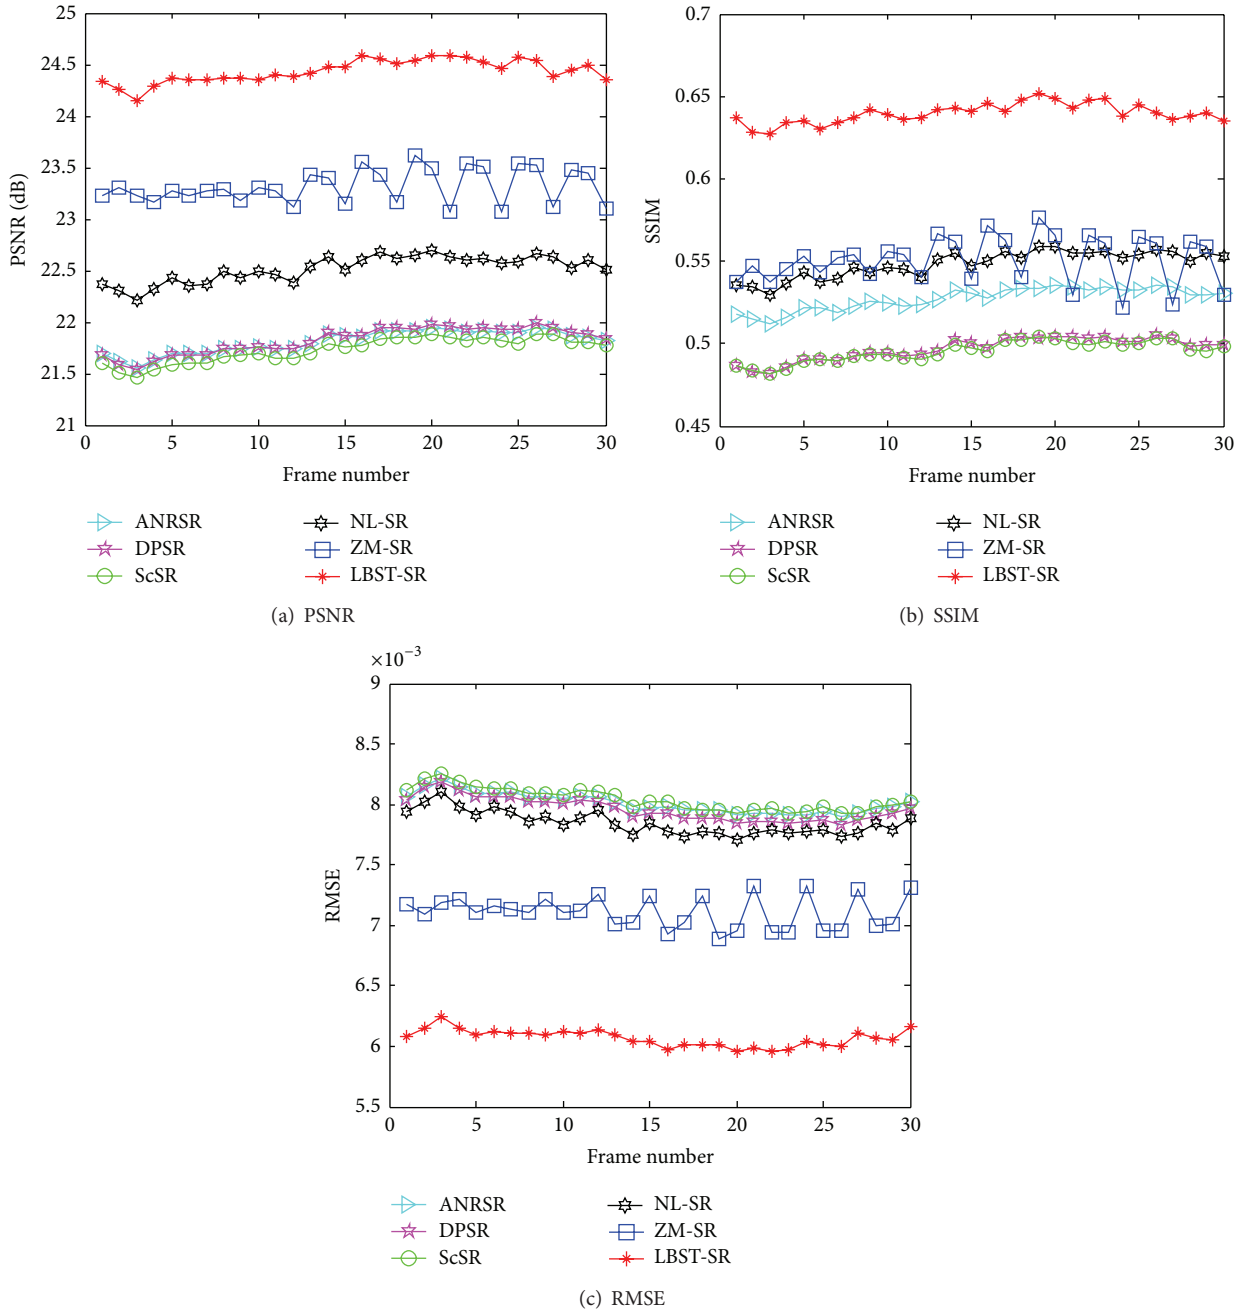 25
24.5
24
23.5
23
22.5
22
21.5
21
PSNR (dB)
0 5 10 15 20 25 30
Frame number
ANRSR
DPSR
ScSR
NL-SR
ZM-SR
LBST-SR
(a) PSNR
0.7
0.65
0.6
0.55
0.5
0.45
SSIM
0 5 10 15 20 25 30
Frame number
ANRSR
DPSR
ScSR
NL-SR
ZM-SR
LBST-SR
(b) SSIM
×10⁻³
9
8.5
8
7.5
7
6.5
6
5.5
RMSE
0 5 10 15 20 25 30
Frame number
ANRSR
DPSR
ScSR
NL-SR
ZM-SR
LBST-SR
(c) RMSE